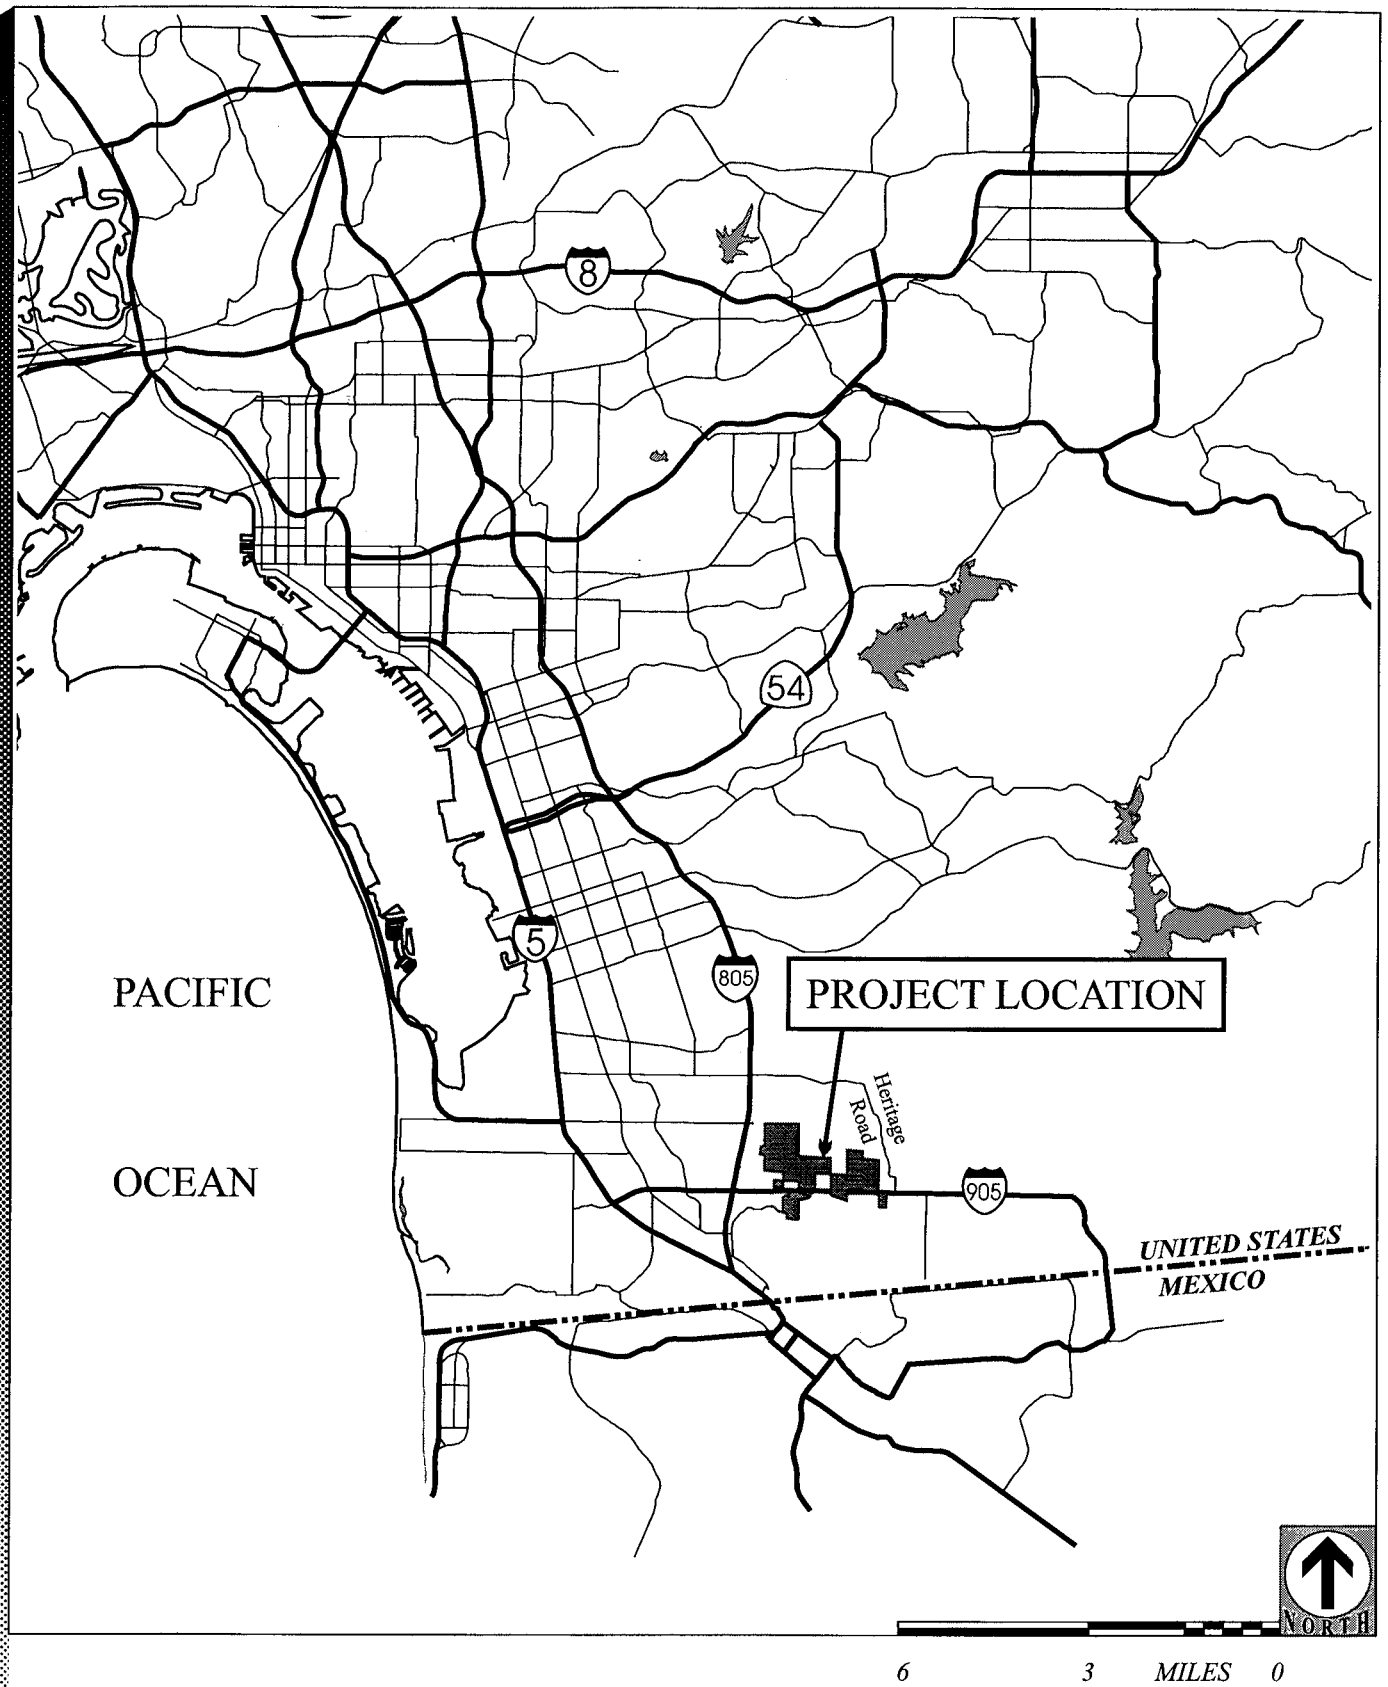 8
54
5
805
PACIFIC
PROJECT LOCATION
Heritage
Road
OCEAN
905
UNITED STATES
MEXICO
NORTH
6 3 MILES 0